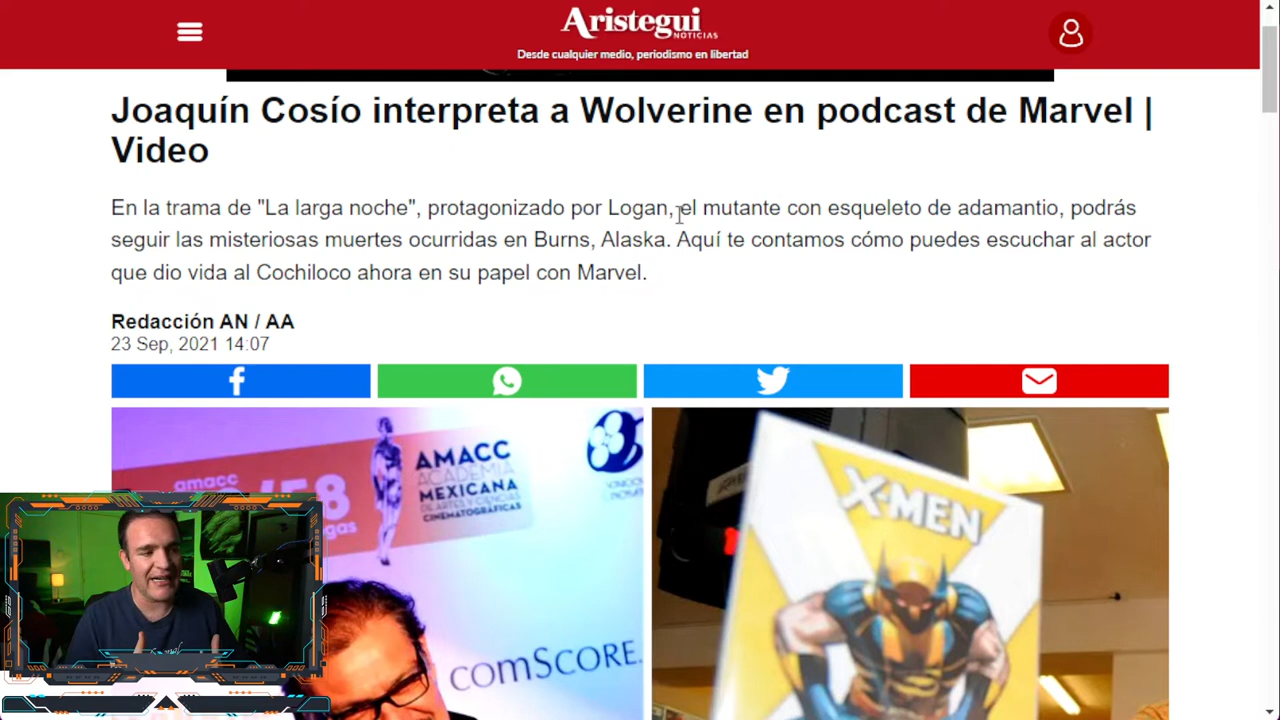 Aristegui
NOTICIAS
Desde cualquier medio, periodismo en libertad
Joaquín Cosío interpreta a Wolverine en podcast de Marvel |
Video
En la trama de "La larga noche", protagonizado por Logan, el mutante con esqueleto de adamantio, podrás
seguir las misteriosas muertes ocurridas en Burns, Alaska. Aquí te contamos cómo puedes escuchar al actor
que dio vida al Cochiloco ahora en su papel con Marvel.
Redacción AN / AA
23 Sep, 2021 14:07
amacc
58
AMACC
ACADEMIA
MEXICANA
DE ARTES Y CIENCIAS
CINEMATOGRÁFICAS
comSCORE.
X-MEN